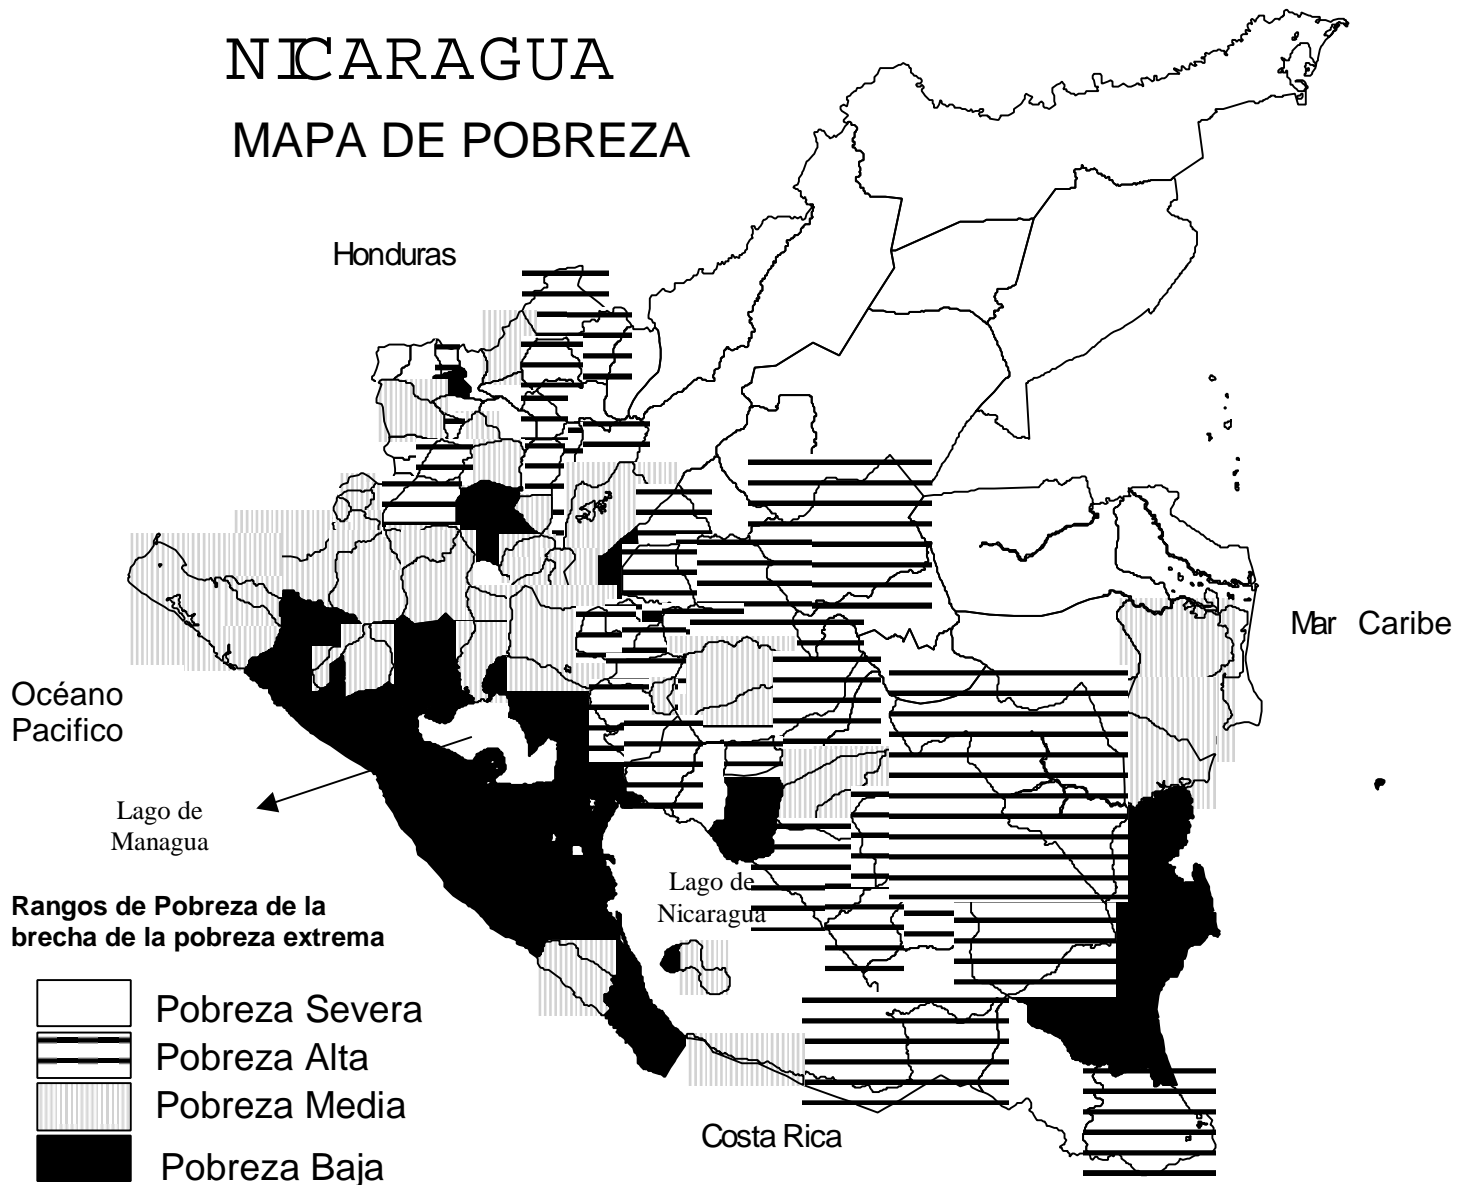 NICARAGUA
MAPA DE POBREZA
Honduras
Mar Caribe
Océano
Pacifico
Lago de
Managua
Lago de
Nicaragua
Rangos de Pobreza de la
brecha de la pobreza extrema
Pobreza Severa
Pobreza Alta
Pobreza Media
Pobreza Baja
Costa Rica